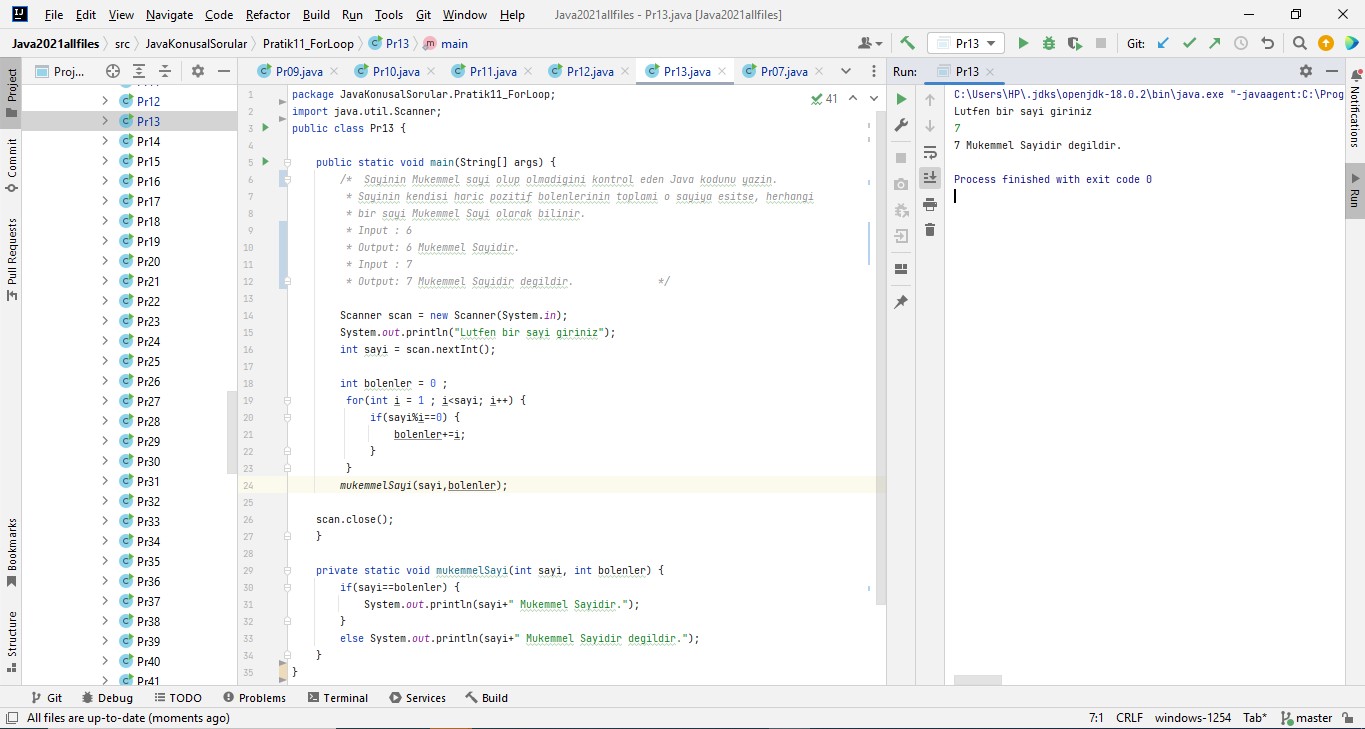 File Edit View Navigate Code Refactor Build Run Tools Git Window Help Java2021allfiles - Pr13.java [Java2021allfiles]
Java2021allfiles src JavaKonusalSorular Pratik11_ForLoop Pr13 main Pr13 Git:
Project
Commit
Pull Requests
Bookmarks
Structure
Proj...
Pr12
Pr13
Pr14
Pr15
Pr16
Pr17
Pr18
Pr19
Pr20
Pr21
Pr22
Pr23
Pr24
Pr25
Pr26
Pr27
Pr28
Pr29
Pr30
Pr31
Pr32
Pr33
Pr34
Pr35
Pr36
Pr37
Pr38
Pr39
Pr40
Pr41
Pr09.java Pr10.java Pr11.java Pr12.java Pr13.java Pr07.java
41
1 package JavaKonusalSorular.Pratik11_ForLoop;
2 import java.util.Scanner;
3 public class Pr13 {
4
5 public static void main(String[] args) {
6 /* Sayinin Mukemmel sayi olup olmadigini kontrol eden Java kodunu yazin.
7 * Sayinin kendisi haric pozitif bolenlerinin toplami o sayiya esitse, herhangi
8 * bir sayi Mukemmel Sayi olarak bilinir.
9 * Input : 6
10 * Output: 6 Mukemmel Sayidir.
11 * Input : 7
12 * Output: 7 Mukemmel Sayidir degildir. */
13
14 Scanner scan = new Scanner(System.in);
15 System.out.println("Lutfen bir sayi giriniz");
16 int sayi = scan.nextInt();
17
18 int bolenler = 0 ;
19 for(int i = 1 ; i<sayi; i++) {
20 if(sayi%i==0) {
21 bolenler+=i;
22 }
23 }
24 mukemmelSayi(sayi,bolenler);
25
26 scan.close();
27 }
28
29 private static void mukemmelSayi(int sayi, int bolenler) {
30 if(sayi==bolenler) {
31 System.out.println(sayi+" Mukemmel Sayidir.");
32 }
33 else System.out.println(sayi+" Mukemmel Sayidir degildir.");
34 }
35 }
Run: Pr13
C:\Users\HP\.jdks\openjdk-18.0.2\bin\java.exe "-javaagent:C:\Prog
Lutfen bir sayi giriniz
7
7 Mukemmel Sayidir degildir.
Process finished with exit code 0
Notifications
Run
Git Debug TODO Problems Terminal Services Build
All files are up-to-date (moments ago) 7:1 CRLF windows-1254 Tab* master